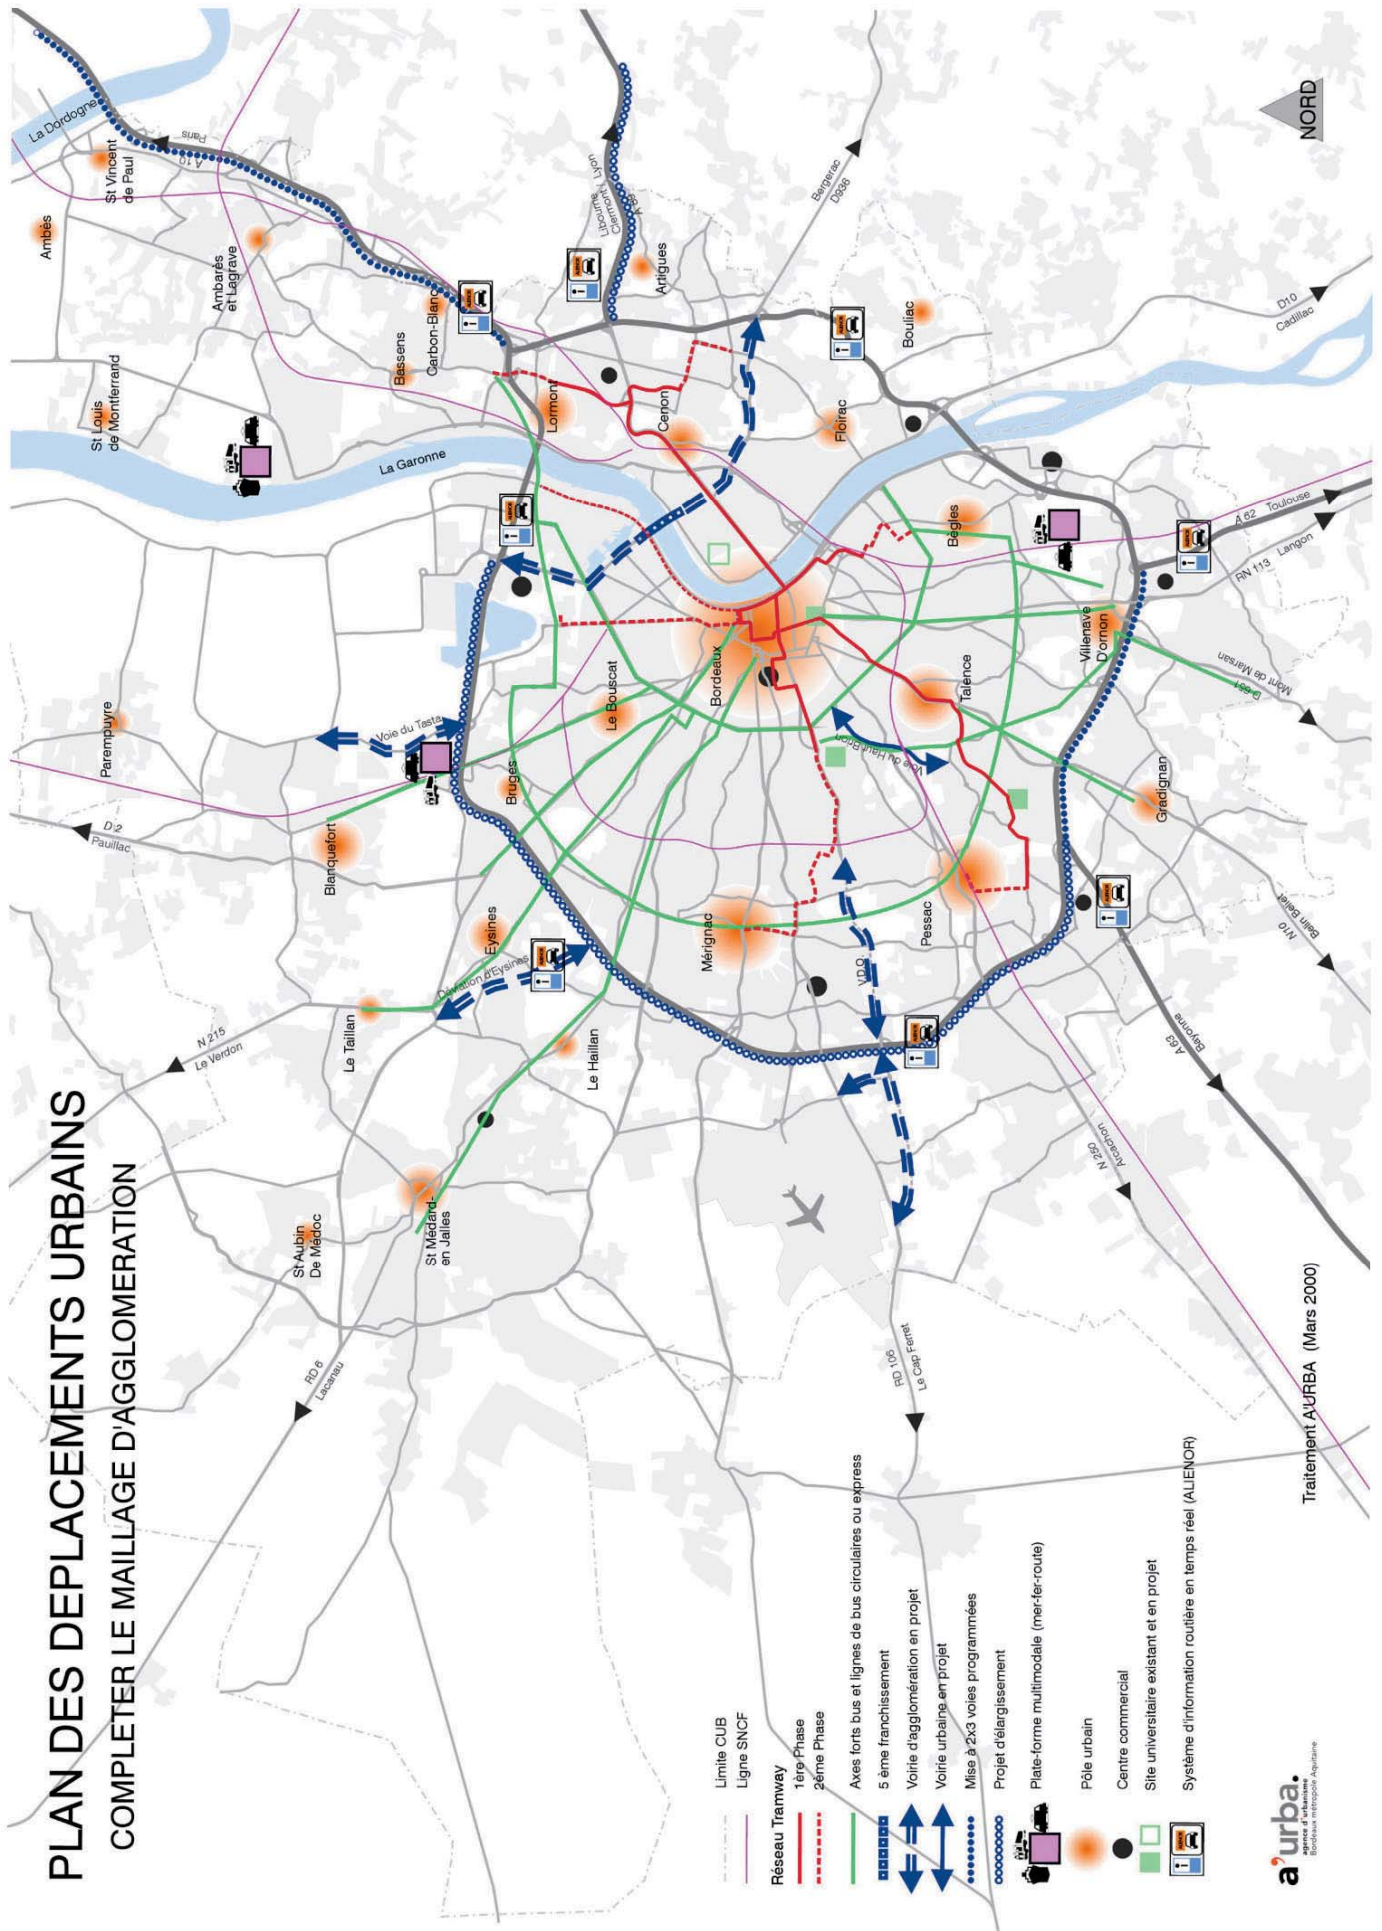 PLAN DES DEPLACEMENTS URBAINS
COMPLETER LE MAILLAGE D'AGGLOMERATION
La Dordogne
St Vincent
de Paul
Paris
A 10
Ambès
Ambarès
et Lagrave
St Louis
de Montferrand
Bassens
Carbon-Blanc
Libourne
Clermont / Lyon
A 89
Artigues
Bergerac
D936
NORD
D10
Cadillac
Bouliac
Floirac
Cenon
Lormont
La Garonne
Parempuyre
Voie du Tasta
D 2
Pauillac
Blanquefort
Bruges
Le Bouscat
Bordeaux
Bègles
A 62 Toulouse
RN 113 Langon
Villenave
D'ornon
Talence
Voie du Haut Brion
Mont de Marsan
D 651
Gradignan
N10 Belin Beliet
Pessac
Mérignac
V.D.O.
Eysines
Déviation d'Eysines
Le Taillan
Le Haillan
N 215
Le Verdon
St Aubin
De Médoc
St Médard-
en Jalles
RD 6
Lacanau
RD 106
Le Cap Ferret
N 250
Arcachon
A 63
Bayonne
Limite CUB
Ligne SNCF
Réseau Tramway
1ère Phase
2ème Phase
Axes forts bus et lignes de bus circulaires ou express
5 ème franchissement
Voirie d'agglomération en projet
Voirie urbaine en projet
Mise à 2x3 voies programmées
Projet d'élargissement
Plate-forme multimodale (mer-fer-route)
Pôle urbain
Centre commercial
Site universitaire existant et en projet
Système d'information routière en temps réel (ALIENOR)
Traitement A'URBA (Mars 2000)
a'urba.
agence d'urbanisme
Bordeaux métropole Aquitaine